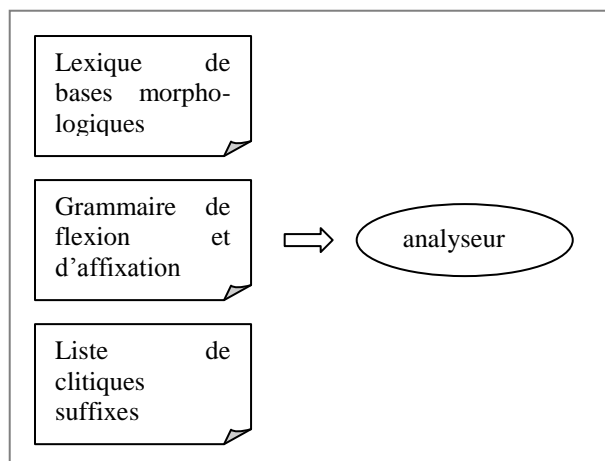 Lexique de
bases morpho-
logiques
Grammaire de
flexion et
d'affixation
analyseur
Liste de
clitiques
suffixes